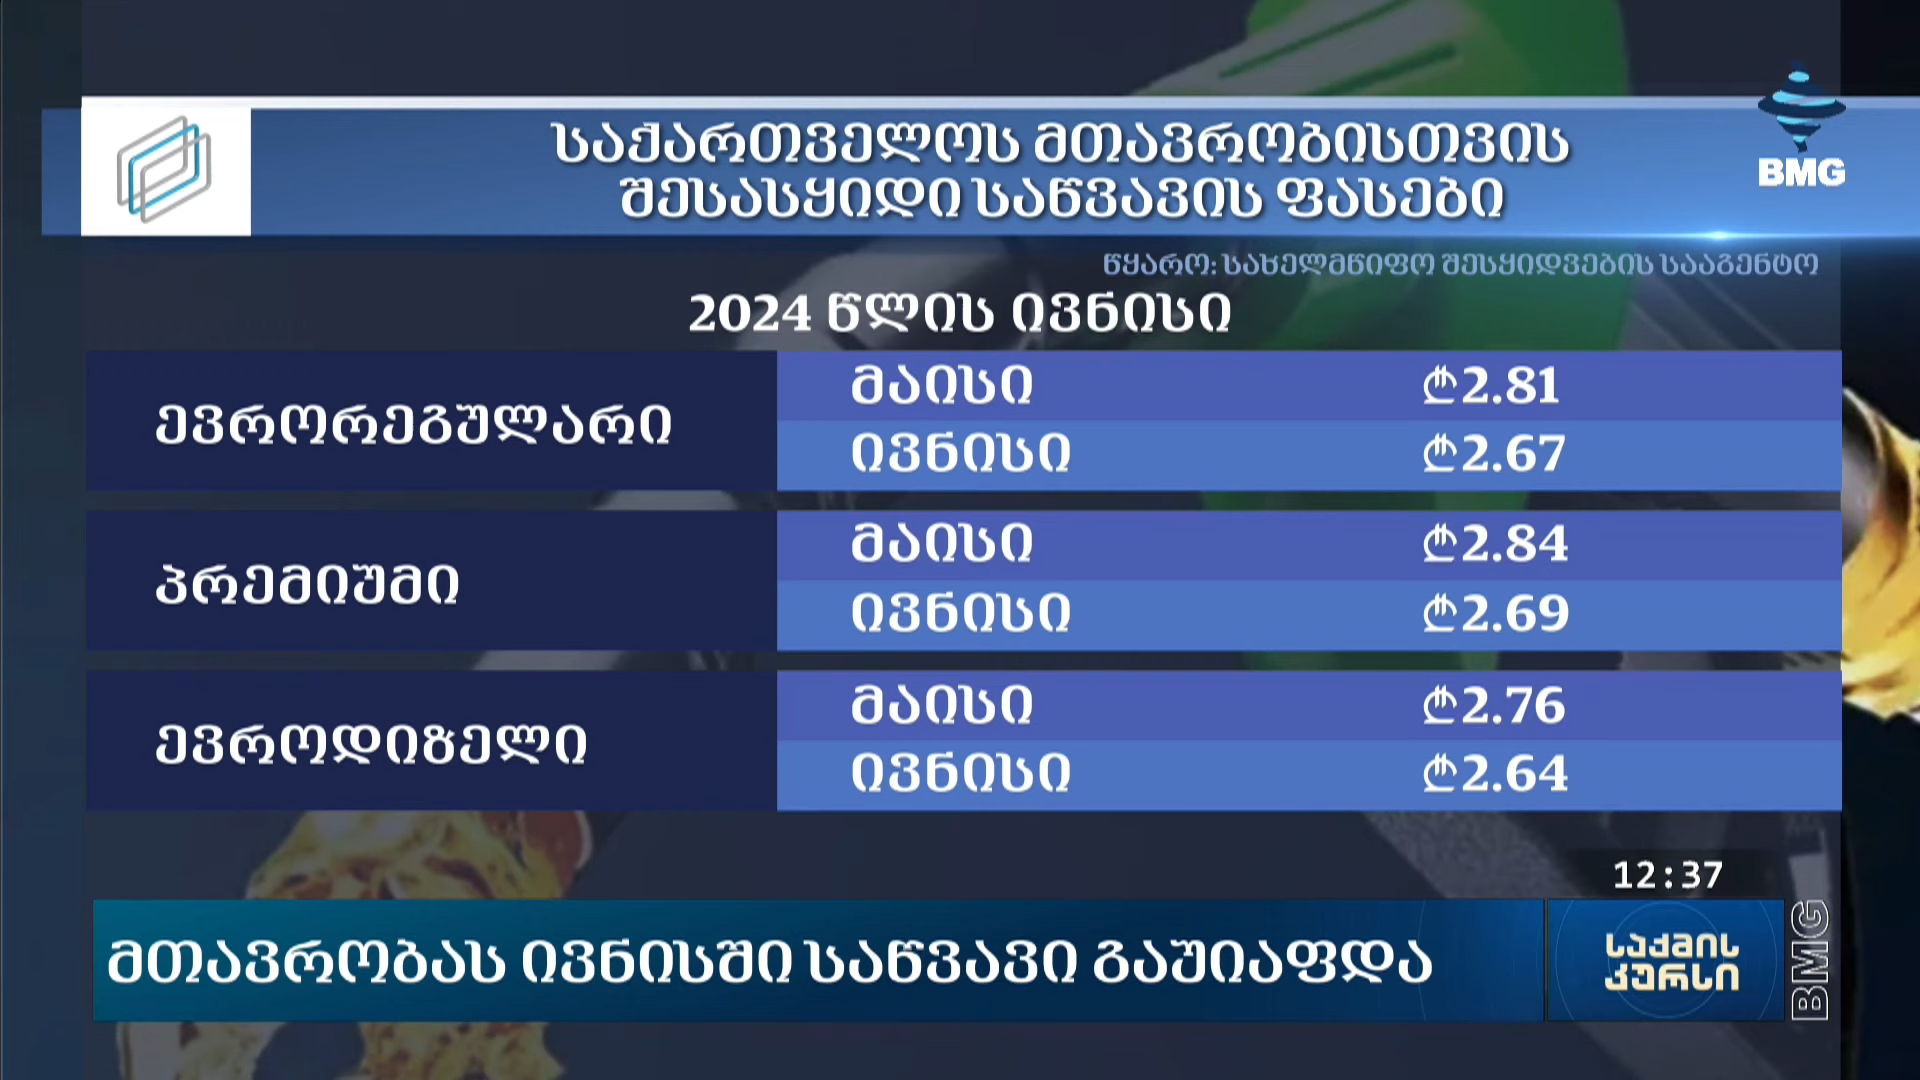 საქართველოს მთავრობისთვის
შესასყიდი საწვავის ფასები
BMG
წყარო: სახელმწიფო შესყიდვების სააგენტო
2024 წლის ივნისი
ევრორეგულარი
მაისი ₾2.81
ივნისი ₾2.67
პრემიუმი
მაისი ₾2.84
ივნისი ₾2.69
ევროდიზელი
მაისი ₾2.76
ივნისი ₾2.64
12:37
მთავრობას ივნისში საწვავი გაუიაფდა
საქმის
კურსი
BMG